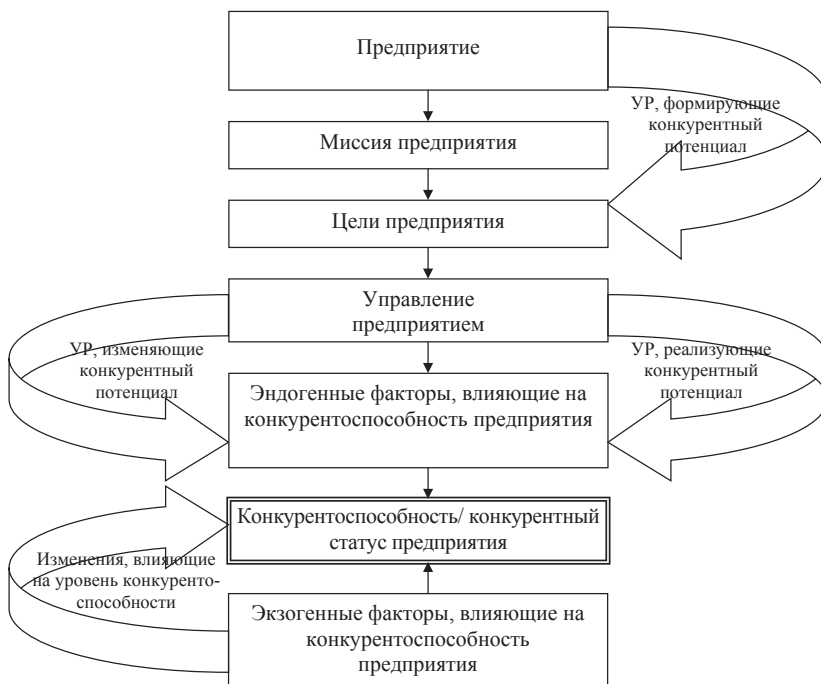 Предприятие
УР, формирующие
конкурентный
потенциал
Миссия предприятия
Цели предприятия
Управление
предприятием
УР, изменяющие
конкурентный
потенциал
УР, реализующие
конкурентный
потенциал
Эндогенные факторы, влияющие на
конкурентоспособность предприятия
Конкурентоспособность/ конкурентный
статус предприятия
Изменения, влияющие
на уровень конкуренто-
способности
Экзогенные факторы, влияющие на
конкурентоспособность
предприятия